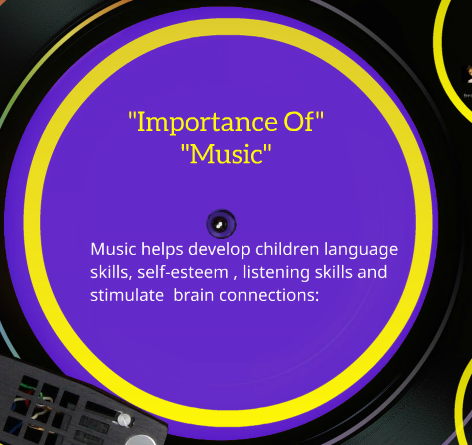 "Importance Of"
"Music"
Music helps develop children language
skills, self-esteem , listening skills and
stimulate  brain connections: